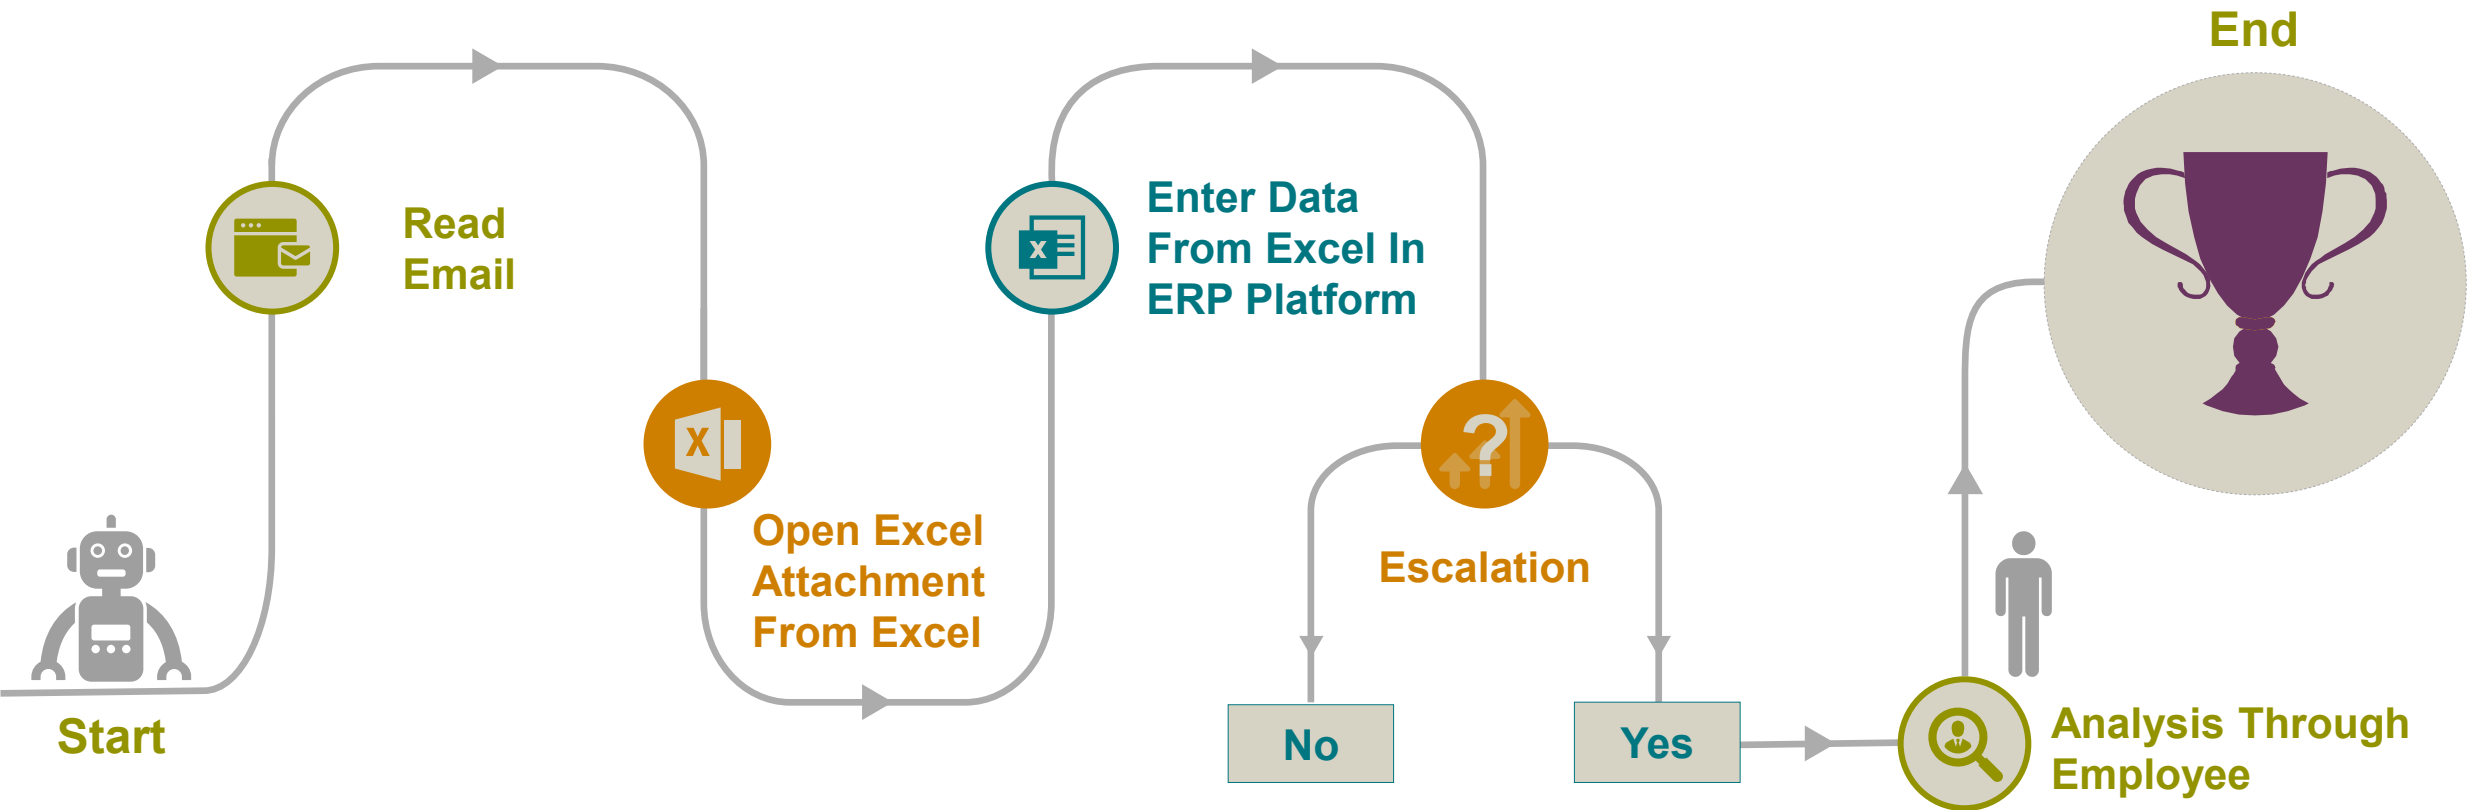 End
Read
Email
Enter Data
From Excel In
ERP Platform
X
X
?
Open Excel
Attachment
From Excel
Escalation
Start
No
Yes
Analysis Through
Employee